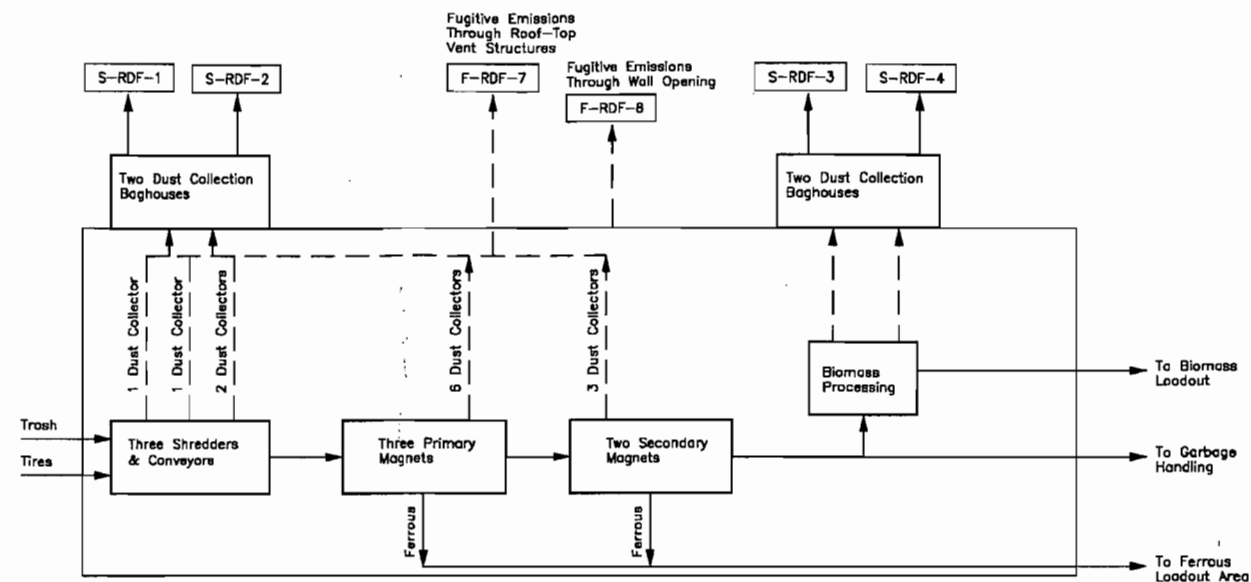 Fugitive Emissions
Through Roof-Top
Vent Structures
Fugitive Emissions
Through Wall Opening
S-RDF-1
S-RDF-2
F-RDF-7
F-RDF-8
S-RDF-3
S-RDF-4
Two Dust Collection
Baghouses
Two Dust Collection
Baghouses
1 Dust Collector
1 Dust Collector
2 Dust Collectors
6 Dust Collectors
3 Dust Collectors
Biomass
Processing
To Biomass
Loadout
Trash
Tires
Three Shredders
& Conveyors
Three Primary
Magnets
Two Secondary
Magnets
To Garbage
Handling
Ferrous
Ferrous
To Ferrous
Loadout Area